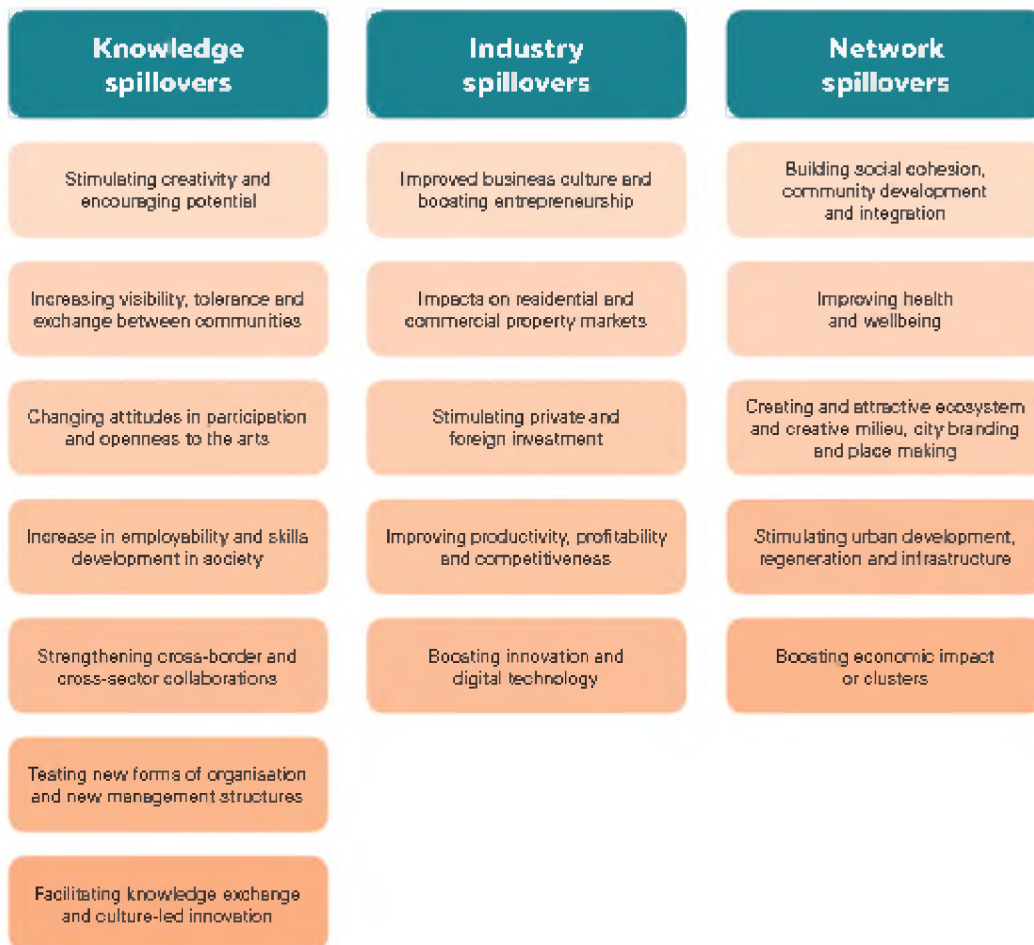 Knowledge
spillovers
Stimulating creativity and
encouraging potential
Increasing visibility, tolerance and
exchange between communities
Changing attitudes in participation
and openness to the arts
Increase in employability and skills
development in society
Strengthening cross-border and
cross-sector collaborations
Testing new forms of organisation
and new management structures
Facilitating knowledge exchange
and culture-led innovation
Industry
spillovers
Improved business culture and
boosting entrepreneurship
Impacts on residential and
commercial property markets
Stimulating private and
foreign investment
Improving productivity, profitability
and competitiveness
Boosting innovation and
digital technology
Network
spillovers
Building social cohesion,
community development
and integration
Improving health
and wellbeing
Creating and attractive ecosystem
and creative milieu, city branding
and place making
Stimulating urban development,
regeneration and infrastructure
Boosting economic impact
or clusters